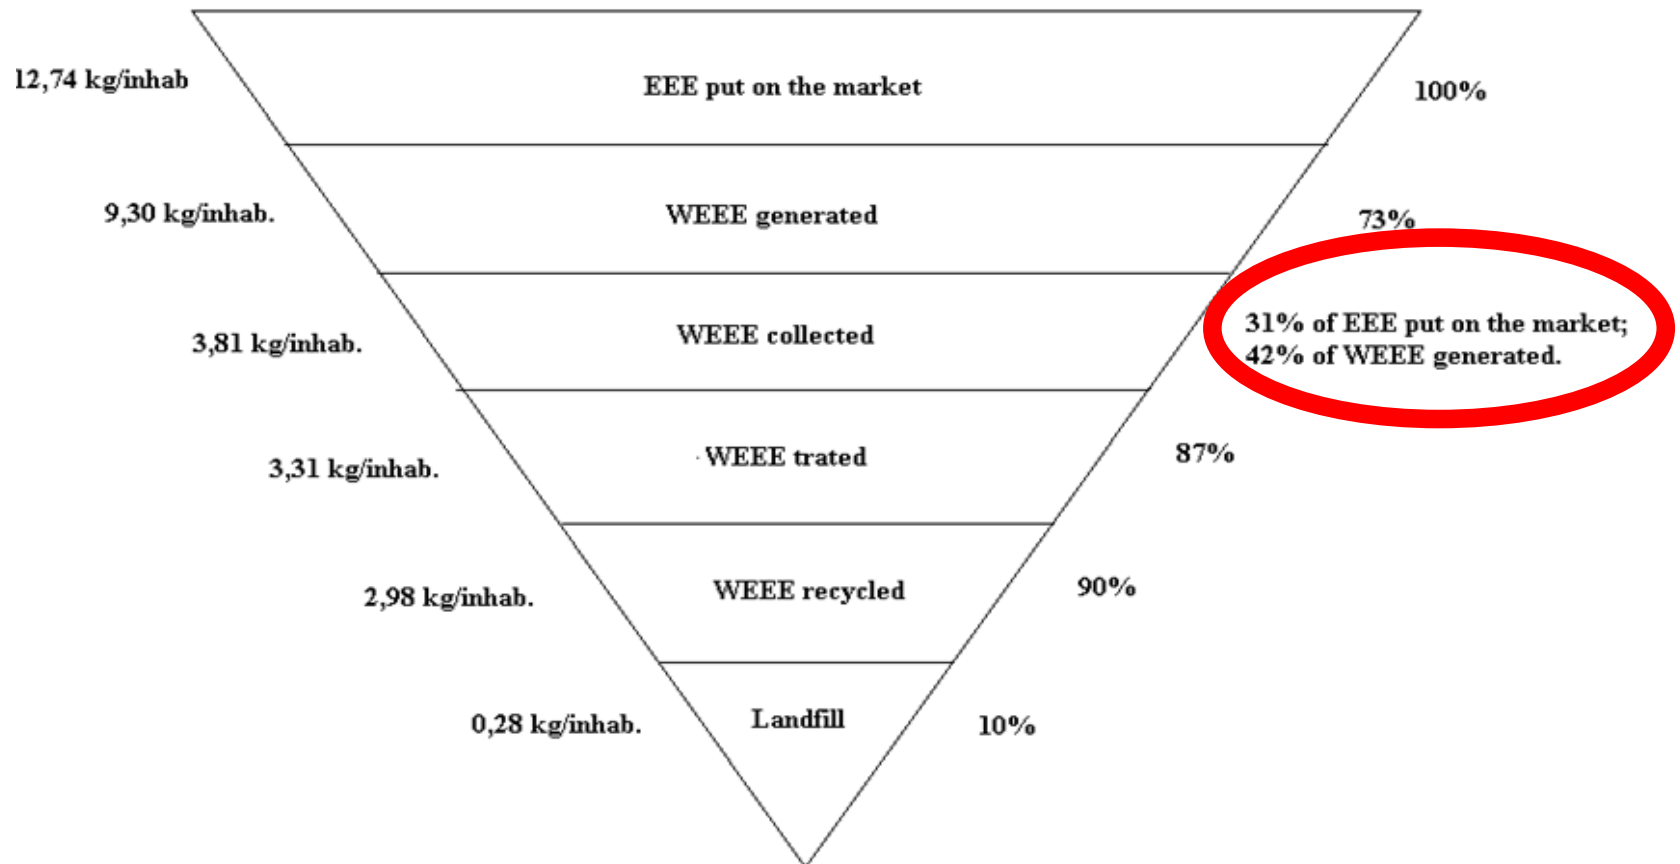 12,74 kg/inhab
EEE put on the market
100%
9,30 kg/inhab.
WEEE generated
73%
3,81 kg/inhab.
WEEE collected
31% of EEE put on the market;
42% of WEEE generated.
3,31 kg/inhab.
WEEE trated
87%
2,98 kg/inhab.
WEEE recycled
90%
0,28 kg/inhab.
Landfill
10%